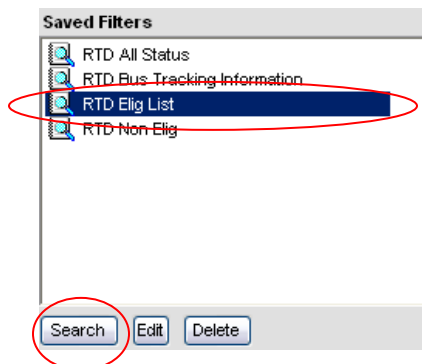 Saved Filters
RTD All Status
RTD Bus Tracking Information
RTD Elig List
RTD Non Elig
Search Edit Delete